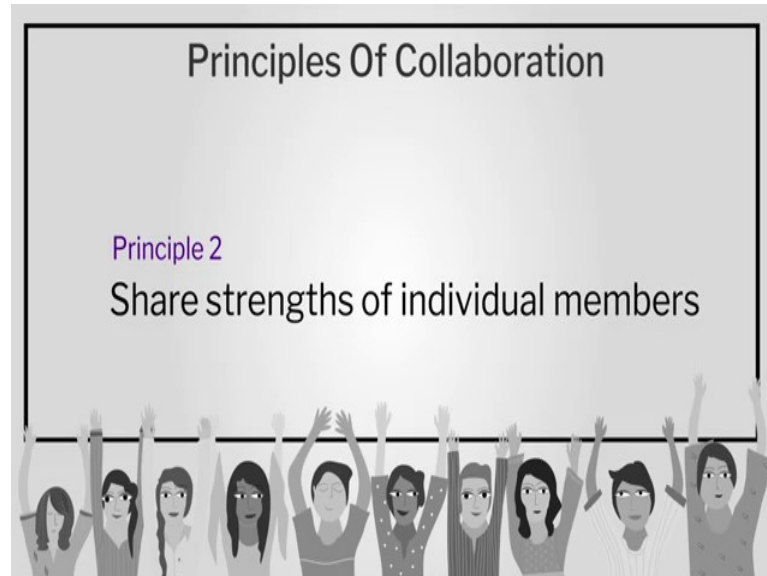 Principles Of Collaboration
Principle 2
Share strengths of individual members